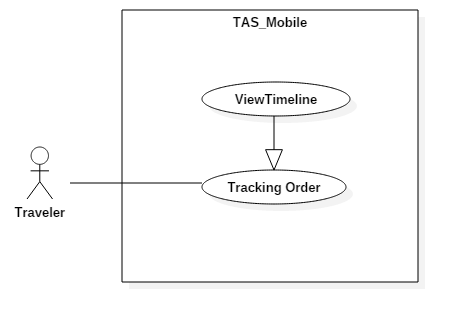 TAS_Mobile
ViewTimeline
Tracking Order
Traveler